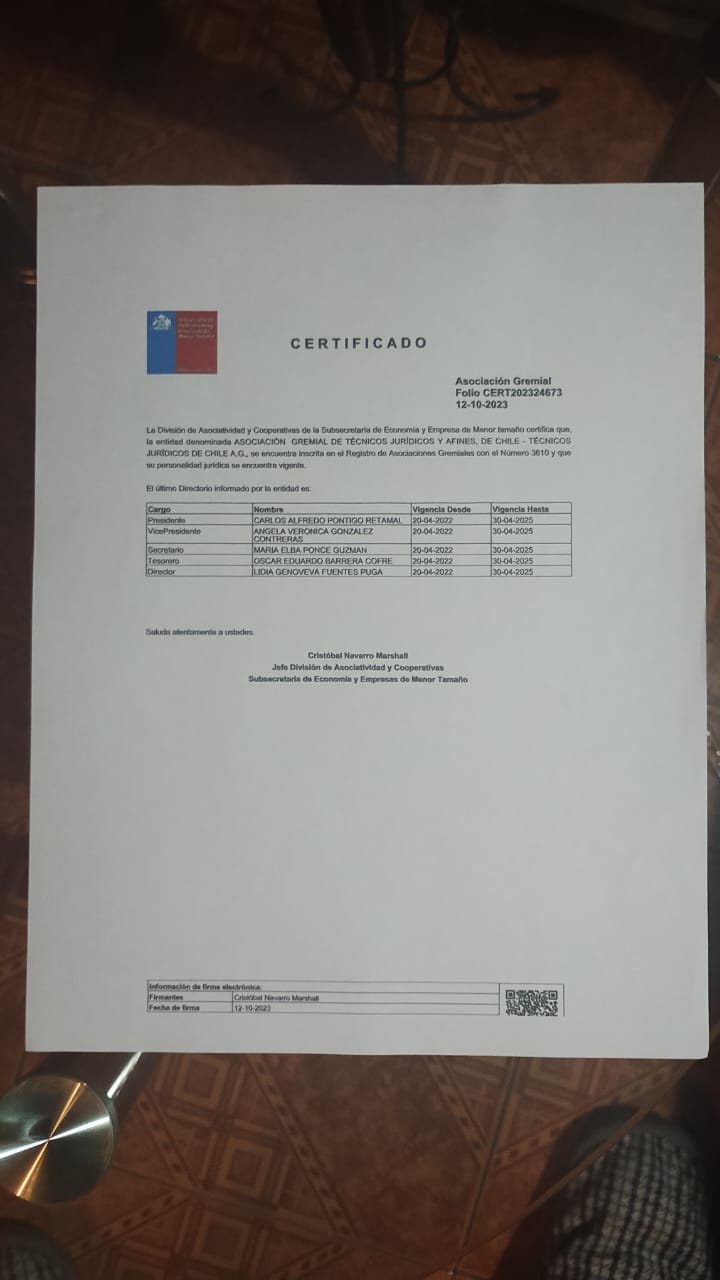 CERTIFICADO
Asociación Gremial
Folio CERT202324673
12-10-2023
La División de Asociatividad y Cooperativas de la Subsecretaria de Economía y Empresa de Menor tamaño certifica que,
la entidad denominada ASOCIACIÓN GREMIAL DE TÉCNICOS JURÍDICOS Y AFINES, DE CHILE - TÉCNICOS
JURÍDICOS DE CHILE A.G., se encuentra inscrita en el Registro de Asociaciones Gremiales con el Número 3610 y que
su personalidad jurídica se encuentra vigente.
El último Directorio informado por la entidad es:
Cargo Nombre Vigencia Desde Vigencia Hasta
Presidente CARLOS ALFREDO PONTIGO RETAMAL 20-04-2022 30-04-2025
VicePresidente ANGELA VERONICA GONZALEZ CONTRERAS 20-04-2022 30-04-2025
Secretario MARIA ELBA PONCE GUZMAN 20-04-2022 30-04-2025
Tesorero OSCAR EDUARDO BARRERA COFRE 20-04-2022 30-04-2025
Director LIDIA GENOVEVA FUENTES PUGA 20-04-2022 30-04-2025
Saluda atentamente a ustedes,
Cristóbal Navarro Marshall
Jefe División de Asociatividad y Cooperativas
Subsecretaria de Economía y Empresas de Menor Tamaño
Información de firma electrónica:
Firmantes Cristóbal Navarro Marshall
Fecha de firma 12-10-2023